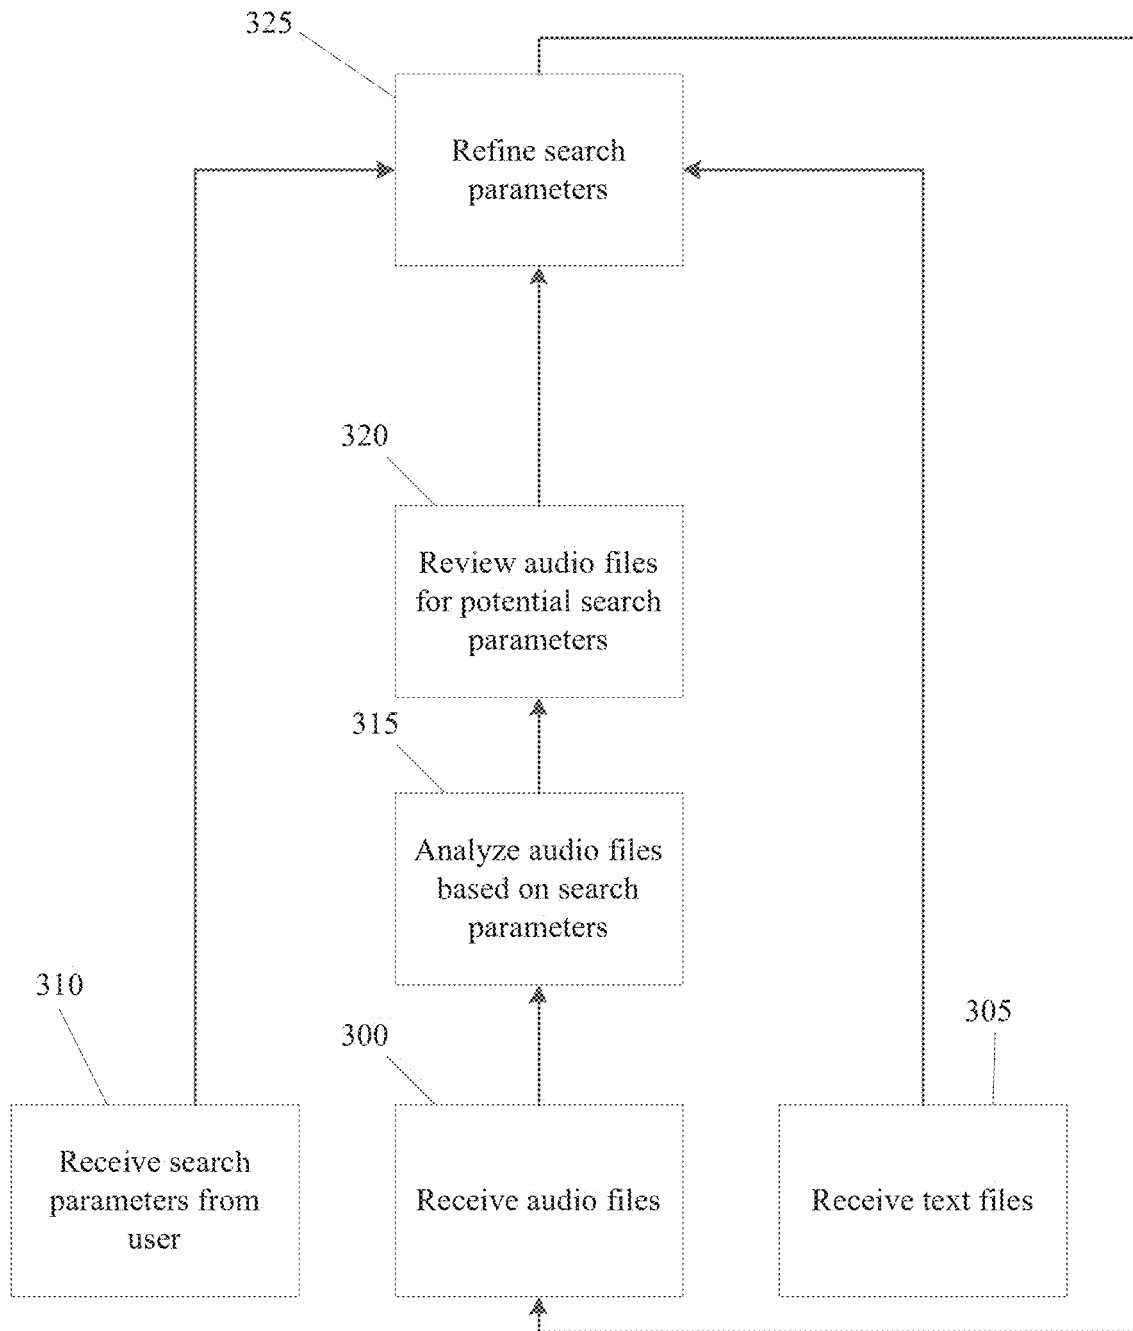 325
Refine search
parameters
320
Review audio files
for potential search
parameters
315
Analyze audio files
based on search
parameters
310
300
305
Receive search
parameters from
user
Receive audio files
Receive text files